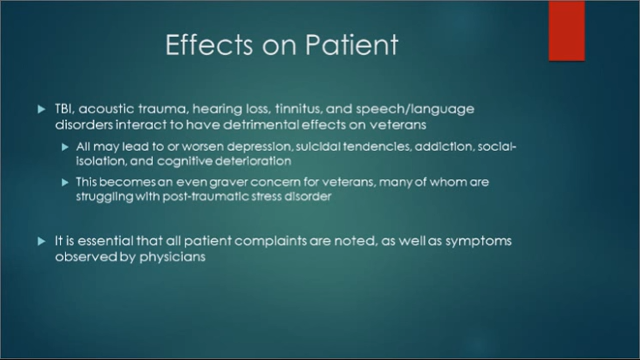 Effects on Patient
TBI, acoustic trauma, hearing loss, tinnitus, and speech/language
disorders interact to have detrimental effects on veterans
All may lead to or worsen depression, suicidal tendencies, addiction, social-
isolation, and cognitive deterioration
This becomes an even graver concern for veterans, many of whom are
struggling with post-traumatic stress disorder
It is essential that all patient complaints are noted, as well as symptoms
observed by physicians